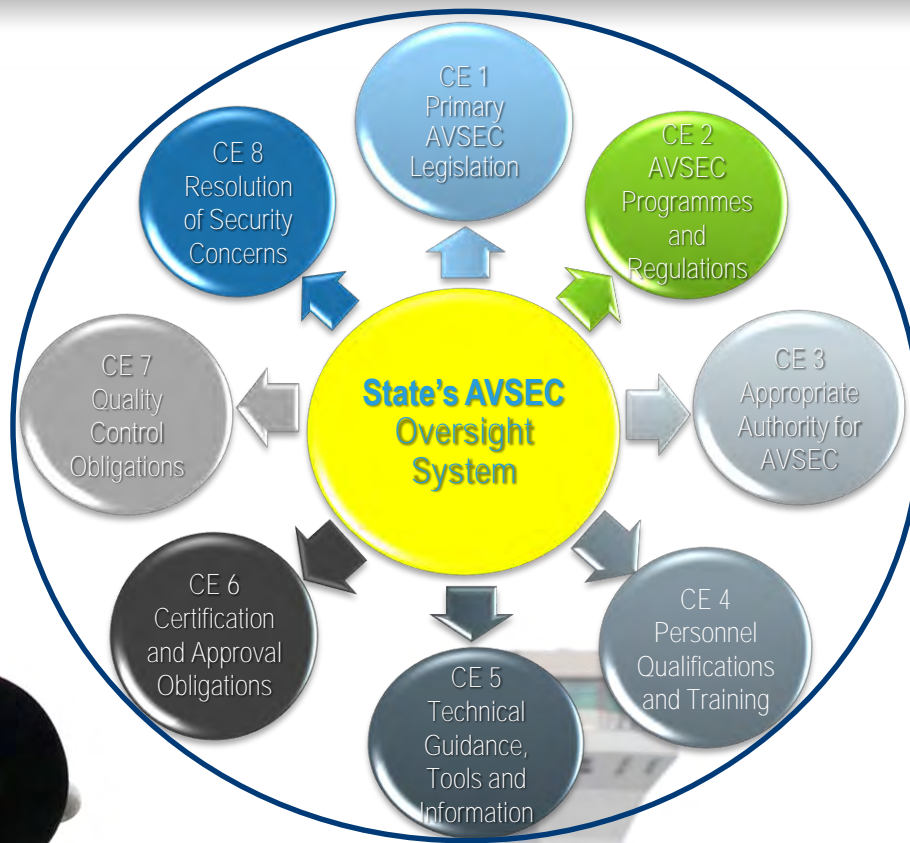 CE 1
Primary
AVSEC
Legislation
CE 2
AVSEC
Programmes
and
Regulations
CE 3
Appropriate
Authority for
AVSEC
CE 4
Personnel
Qualifications
and Training
CE 5
Technical
Guidance,
Tools and
Information
CE 6
Certification
and Approval
Obligations
CE 7
Quality
Control
Obligations
CE 8
Resolution
of Security
Concerns
State's AVSEC
Oversight
System